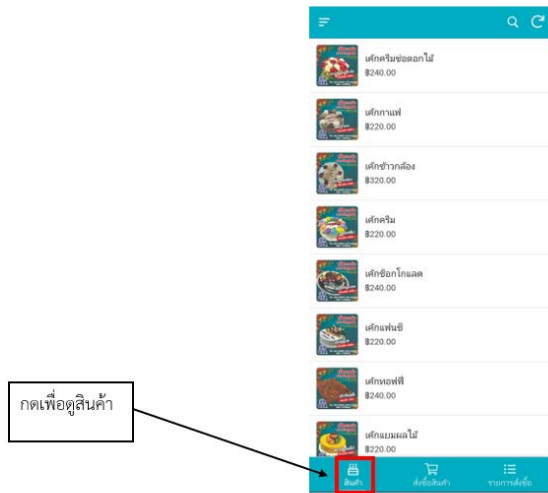 เค้กครีมช่อดอกไม้
฿240.00
เค้กกาแฟ
฿220.00
เค้กข้าวกล้อง
฿320.00
เค้กครีม
฿220.00
เค้กช็อกโกแลต
฿240.00
เค้กแฟนซี
฿220.00
เค้กทอฟฟี่
฿240.00
เค้กแยมผลไม้
฿220.00
กดเพื่อดูสินค้า
สินค้า
สั่งซื้อสินค้า
รายการสั่งซื้อ